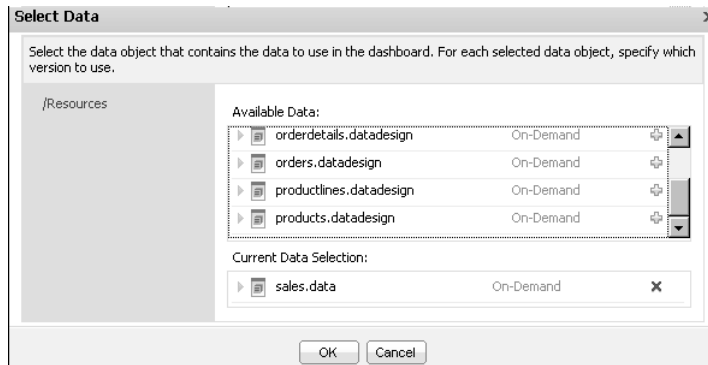 Select Data
Select the data object that contains the data to use in the dashboard. For each selected data object, specify which
version to use.
/Resources
Available Data:
orderdetails.datadesign On-Demand
orders.datadesign On-Demand
productlines.datadesign On-Demand
products.datadesign On-Demand
Current Data Selection:
sales.data On-Demand
OK Cancel